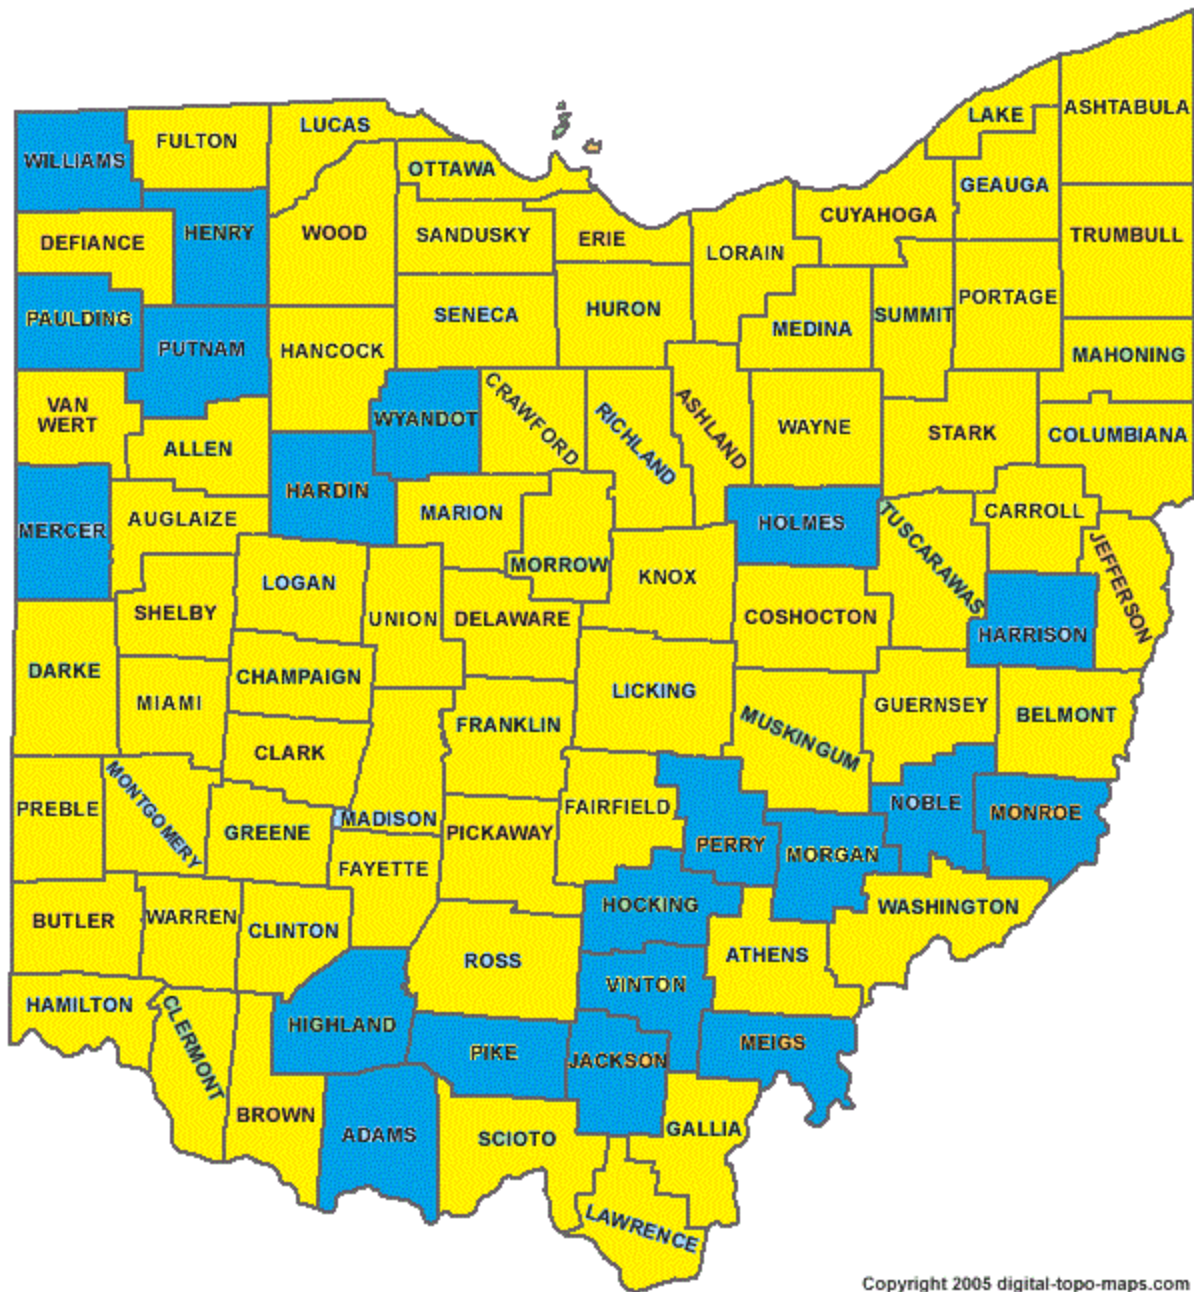 ASHTABULA
LAKE
LUCAS
FULTON
WILLIAMS
OTTAWA
GEAUGA
CUYAHOGA
HENRY
WOOD
SANDUSKY
ERIE
TRUMBULL
DEFIANCE
LORAIN
PORTAGE
HURON
SENECA
SUMMIT
PAULDING
MEDINA
PUTNAM
HANCOCK
MAHONING
VAN
WERT
WYANDOT
CRAWFORD
RICHLAND
ASHLAND
WAYNE
STARK
COLUMBIANA
ALLEN
HARDIN
MARION
AUGLAIZE
MERCER
HOLMES
CARROLL
TUSCARAWAS
JEFFERSON
MORROW
KNOX
LOGAN
SHELBY
UNION
DELAWARE
COSHOCTON
HARRISON
DARKE
CHAMPAIGN
LICKING
MIAMI
GUERNSEY
BELMONT
FRANKLIN
MUSKINGUM
CLARK
PREBLE
MONTGOMERY
GREENE
MADISON
PICKAWAY
FAIRFIELD
NOBLE
MONROE
PERRY
MORGAN
FAYETTE
HOCKING
WASHINGTON
BUTLER
WARREN
CLINTON
ROSS
ATHENS
VINTON
HAMILTON
CLERMONT
HIGHLAND
PIKE
JACKSON
MEIGS
BROWN
ADAMS
SCIOTO
GALLIA
LAWRENCE
Copyright 2005 digital-topo-maps.com